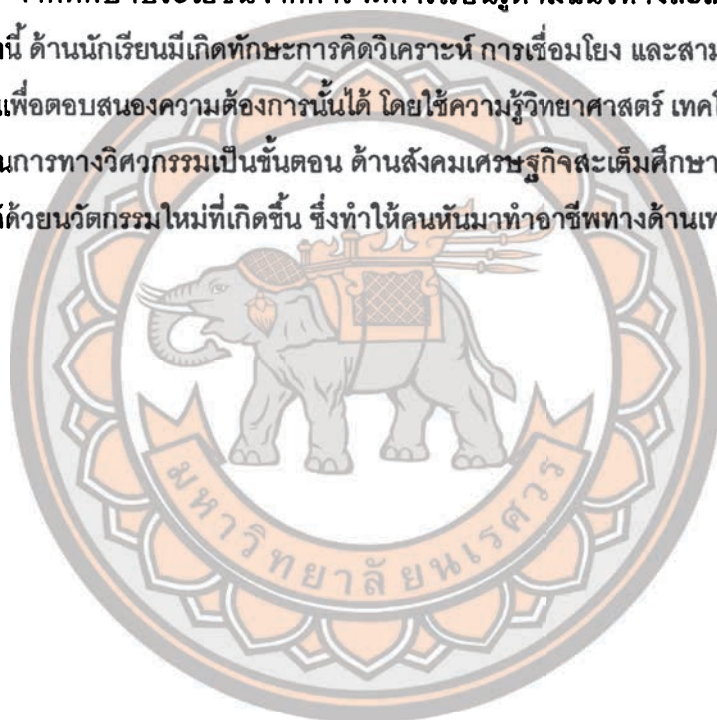 นี้ ด้านนักเรียนมีเกิดทักษะการคิดวิเคราะห์ การเชื่อมโยง และสาม
เพื่อตอบสนองความต้องการนั้นได้ โดยใช้ความรู้วิทยาศาสตร์ เทคโ
นการทางวิศวกรรมเป็นขั้นตอน ด้านสังคมเศรษฐกิจสะเต็มศึกษา
ด้วยนวัตกรรมใหม่ที่เกิดขึ้น ซึ่งทำให้คนหันมาทำอาชีพทางด้านเท
มหาวิทยาลัยนเรศวร